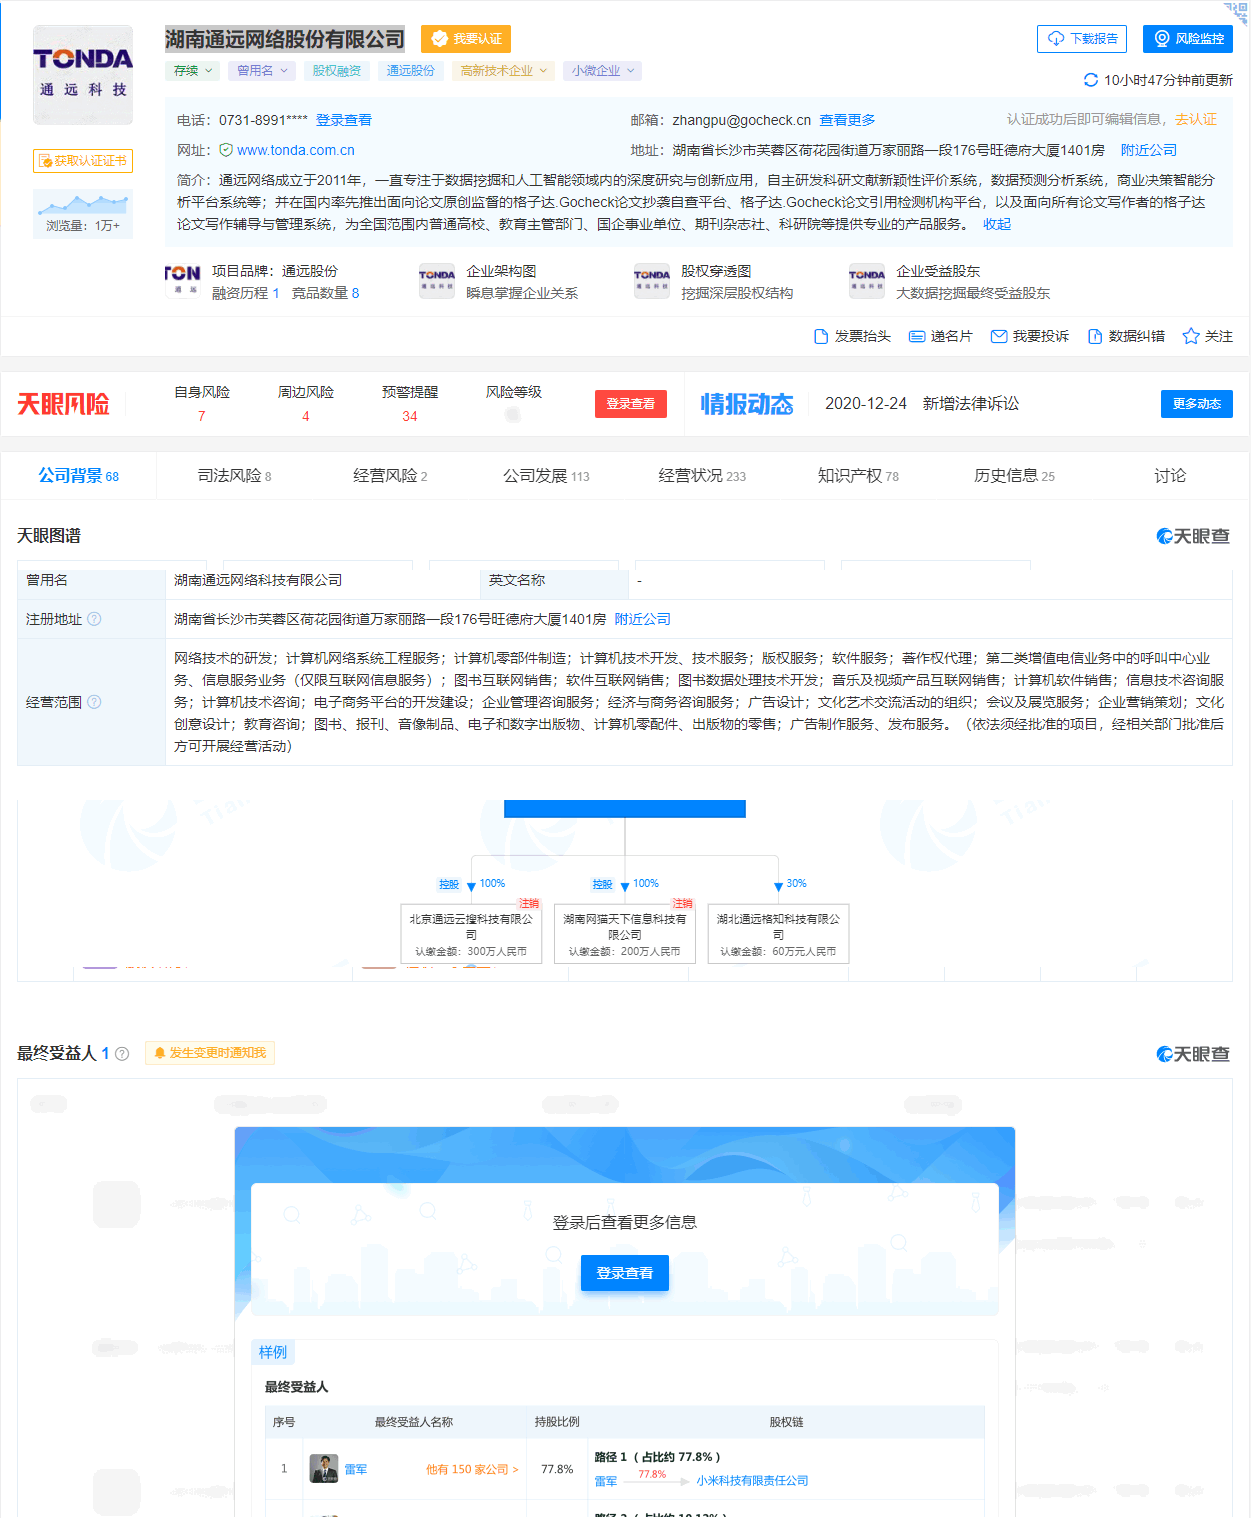 TONDA
通 远 科 技
湖南通远网络股份有限公司
我要认证
下载报告
风险监控
存续
曾用名
股权融资
通远股份
高新技术企业
小微企业
10小时47分钟前更新
电话： 0731-8991**** 登录查看
邮箱： zhangpu@gocheck.cn 查看更多
认证成功后即可编辑信息，去认证
网址： www.tonda.com.cn
地址： 湖南省长沙市芙蓉区荷花园街道万家丽路一段176号旺德府大厦1401房 附近公司
获取认证证书
浏览量：1万+
简介：通远网络成立于2011年，一直专注于数据挖掘和人工智能领域内的深度研究与创新应用，自主研发科研文献新颖性评价系统，数据预测分析系统，商业决策智能分
析平台系统等；并在国内率先推出面向论文原创监督的格子达.Gocheck论文抄袭自查平台、格子达.Gocheck论文引用检测机构平台，以及面向所有论文写作者的格子达
论文写作辅导与管理系统，为全国范围内普通高校、教育主管部门、国企事业单位、期刊杂志社、科研院等提供专业的产品服务。 收起
TON
通 远
项目品牌：通远股份
融资历程 1 竞品数量 8
TONDA
通 远 科 技
企业架构图
瞬息掌握企业关系
TONDA
通 远 科 技
股权穿透图
挖掘深层股权结构
TONDA
通 远 科 技
企业受益股东
大数据挖掘最终受益股东
发票抬头
递名片
我要投诉
数据纠错
关注
天眼风险
自身风险
7
周边风险
4
预警提醒
34
风险等级
登录查看
情报动态
2020-12-24 新增法律诉讼
更多动态
公司背景 68
司法风险 8
经营风险 2
公司发展 113
经营状况 233
知识产权 78
历史信息 25
讨论
天眼图谱
天眼查
曾用名
湖南通远网络科技有限公司
英文名称
-
注册地址
湖南省长沙市芙蓉区荷花园街道万家丽路一段176号旺德府大厦1401房 附近公司
经营范围
网络技术的研发；计算机网络系统工程服务；计算机零部件制造；计算机技术开发、技术服务；版权服务；软件服务；著作权代理；第二类增值电信业务中的呼叫中心业
务、信息服务业务（仅限互联网信息服务）；图书互联网销售；软件互联网销售；图书数据处理技术开发；音乐及视频产品互联网销售；计算机软件销售；信息技术咨询服
务；计算机技术咨询；电子商务平台的开发建设；企业管理咨询服务；经济与商务咨询服务；广告设计；文化艺术交流活动的组织；会议及展览服务；企业营销策划；文化
创意设计；教育咨询；图书、报刊、音像制品、电子和数字出版物、计算机零配件、出版物的零售；广告制作服务、发布服务。（依法须经批准的项目，经相关部门批准后
方可开展经营活动）
控股 100%
控股 100%
30%
注销
北京通远云搜科技有限公
司
认缴金额：300万人民币
注销
湖南网猫天下信息科技有
限公司
认缴金额：200万人民币
湖北通远格知科技有限公
司
认缴金额：60万元人民币
最终受益人 1
发生变更时通知我
天眼查
登录后查看更多信息
登录查看
样例
最终受益人
序号
最终受益人名称
持股比例
股权链
1
雷军
他有 150 家公司 >
77.8%
路径 1（ 占比约 77.8% ）
雷军
77.8%
小米科技有限责任公司